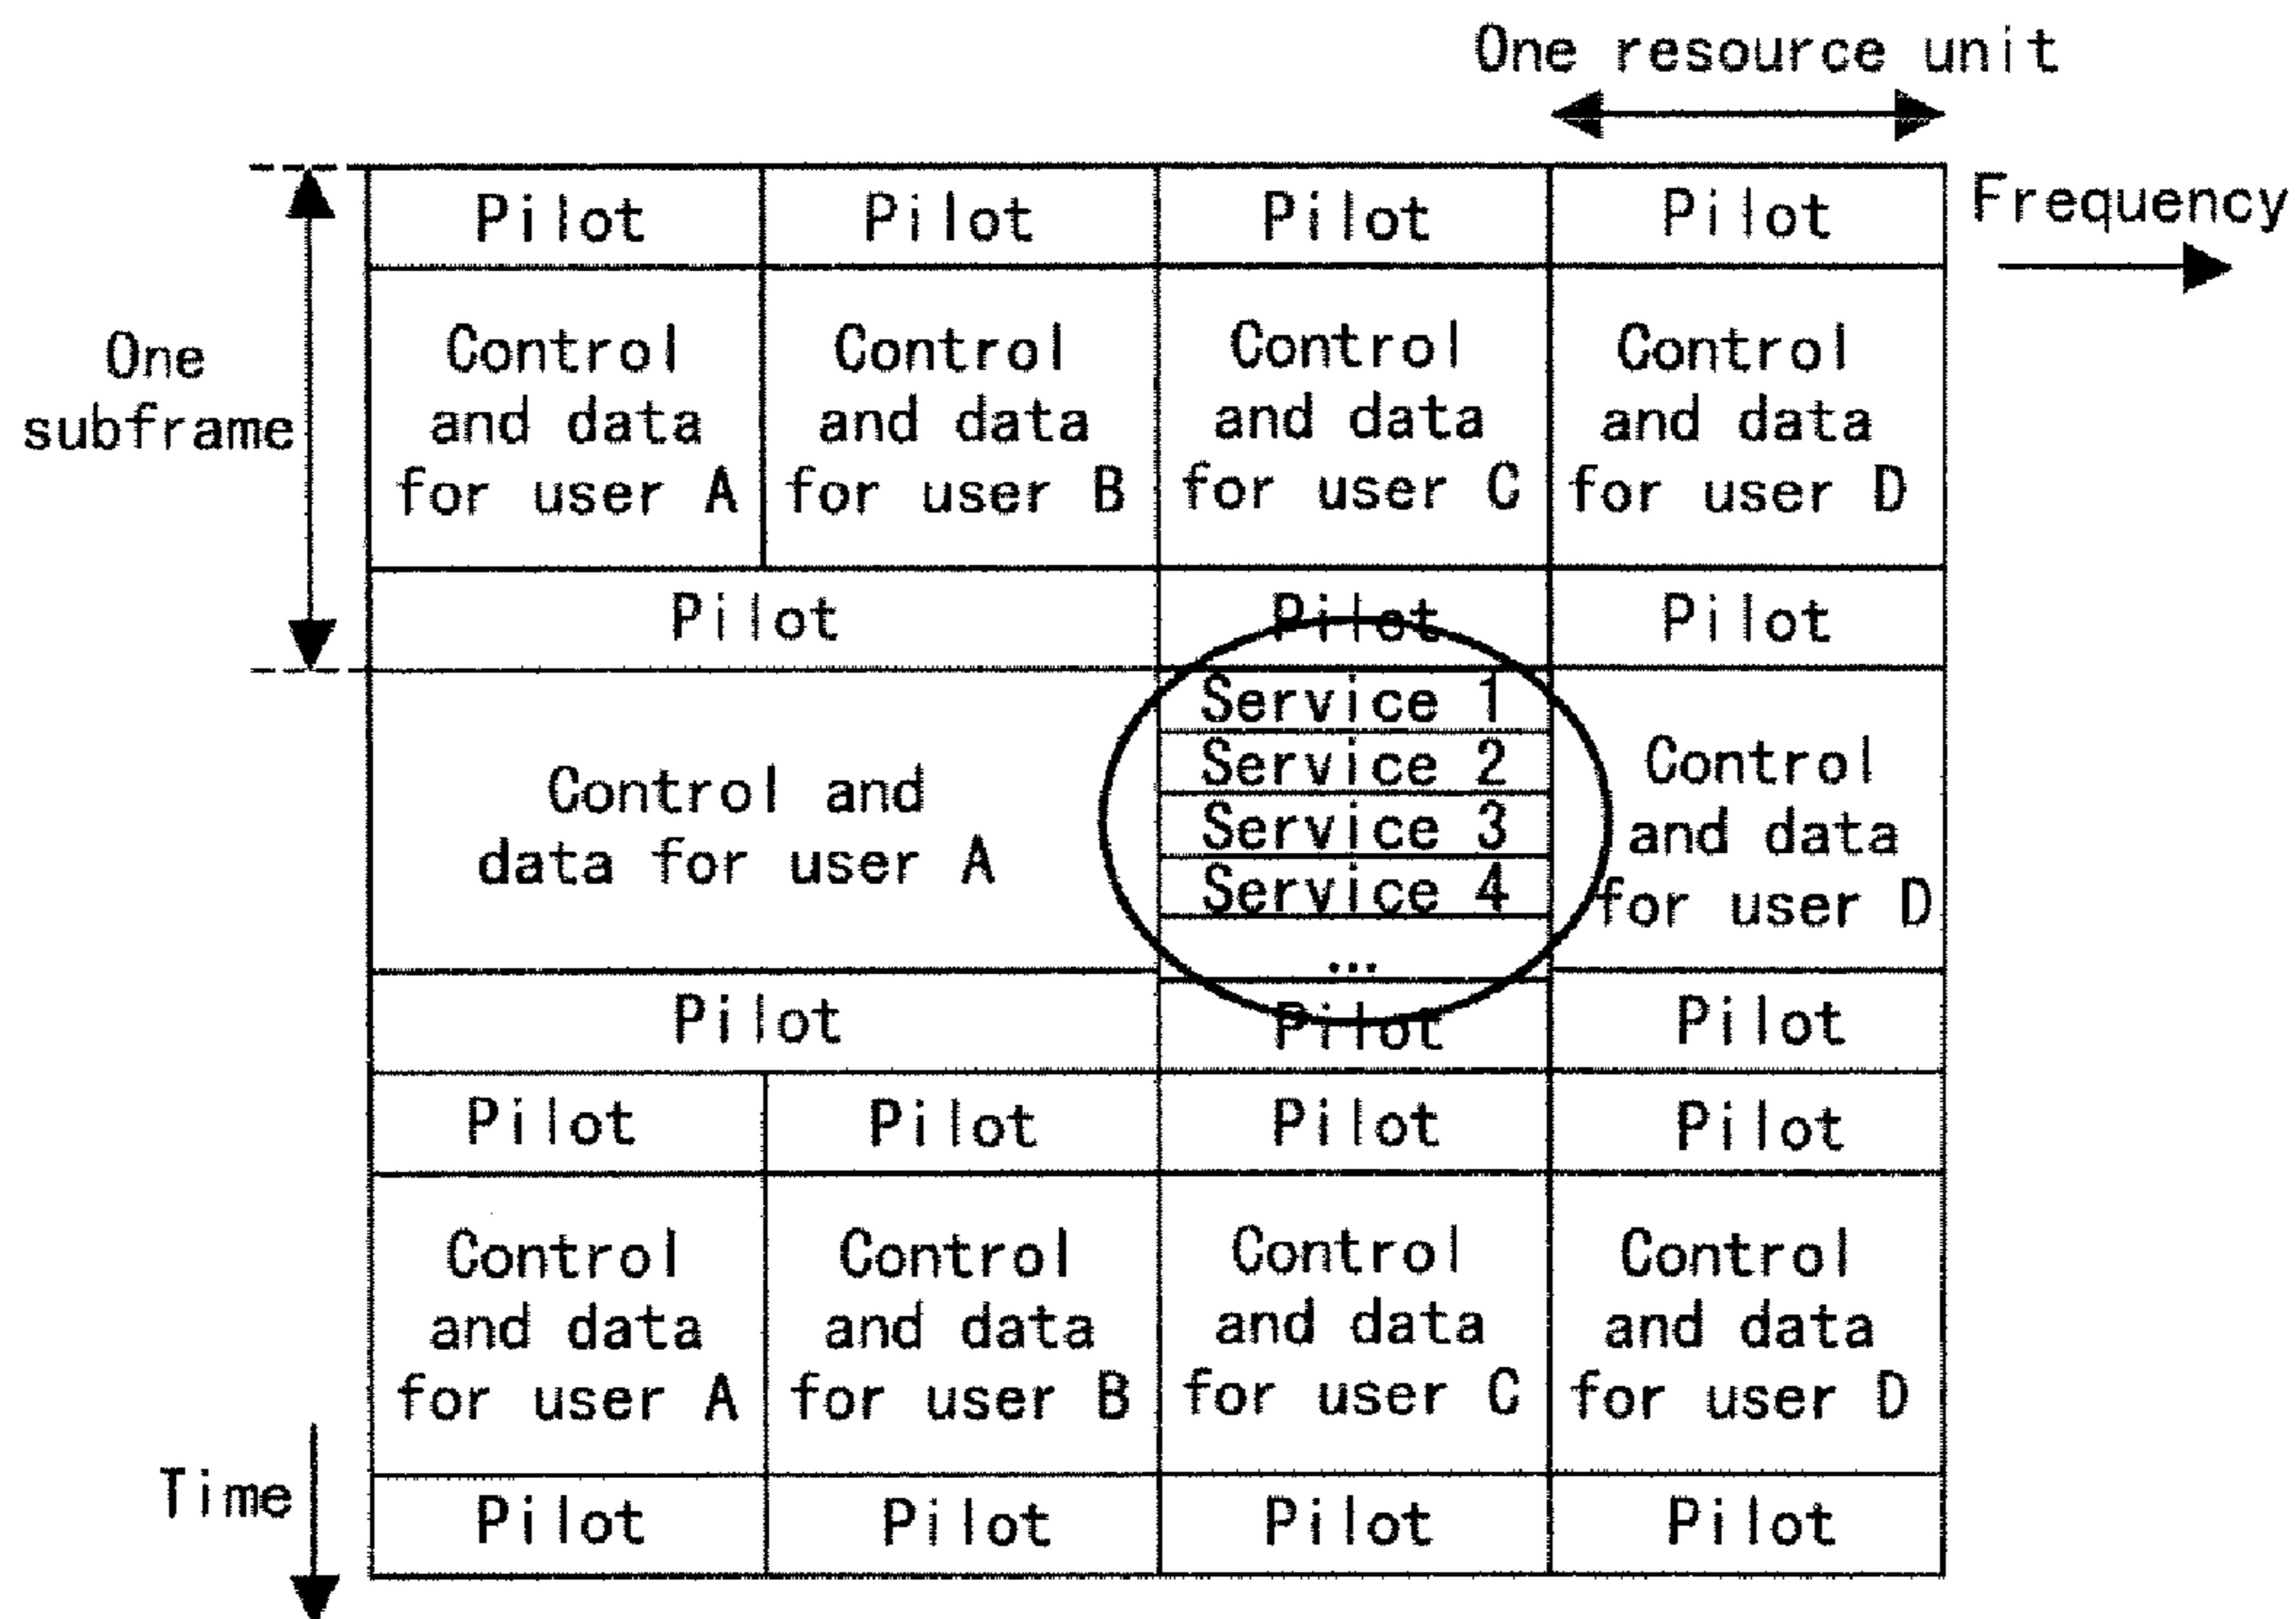 One resource unit
Frequency
Pilot Pilot Pilot Pilot
One
subframe
Control
and data
for user A
Control
and data
for user B
Control
and data
for user C
Control
and data
for user D
Pilot Pilot Pilot
Control and
data for user A
Service 1
Service 2
Service 3
Service 4
...
Control
and data
for user D
Pilot Pilot Pilot
Pilot Pilot Pilot Pilot
Control
and data
for user A
Control
and data
for user B
Control
and data
for user C
Control
and data
for user D
Time
Pilot Pilot Pilot Pilot